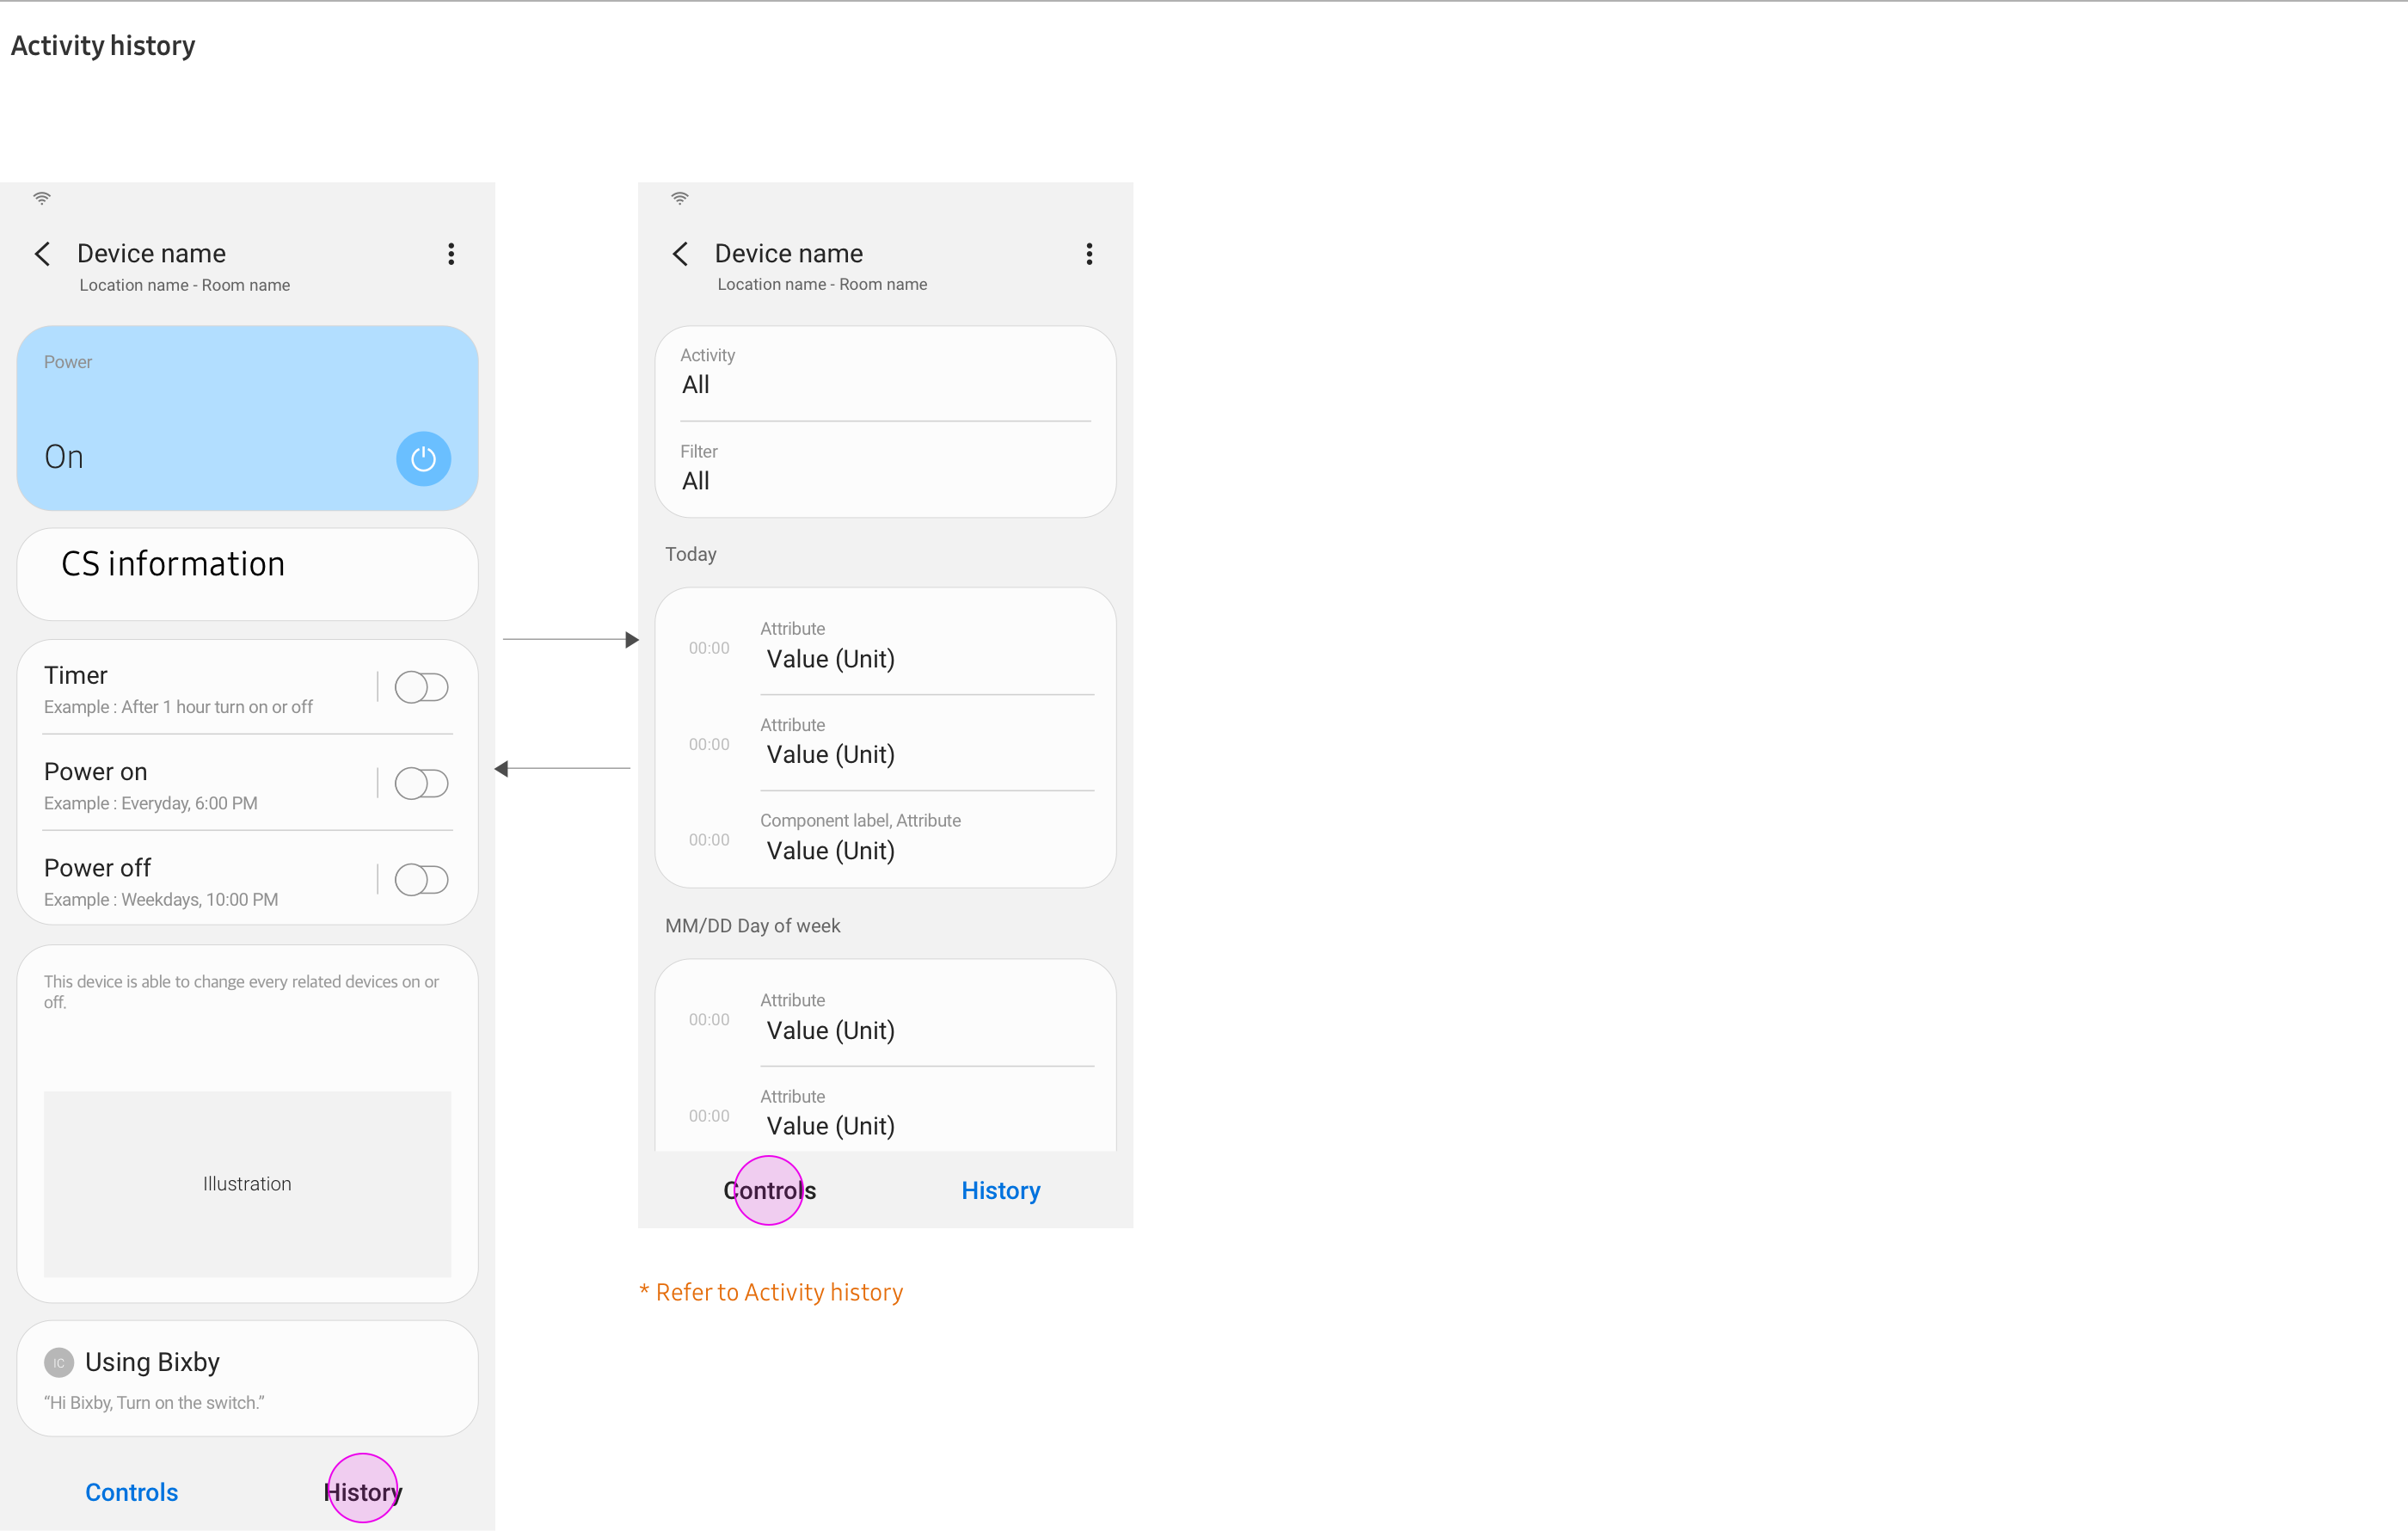 Activity history
Device name
Location name - Room name
Power
On
CS information
Timer
Example : After 1 hour turn on or off
Power on
Example : Everyday, 6:00 PM
Power off
Example : Weekdays, 10:00 PM
This device is able to change every related devices on or
off.
Illustration
IC
Using Bixby
“Hi Bixby, Turn on the switch.”
Controls
History
Device name
Location name - Room name
Activity
All
Filter
All
Today
00:00
Attribute
Value (Unit)
00:00
Attribute
Value (Unit)
00:00
Component label, Attribute
Value (Unit)
MM/DD Day of week
00:00
Attribute
Value (Unit)
00:00
Attribute
Value (Unit)
Controls
History
* Refer to Activity history